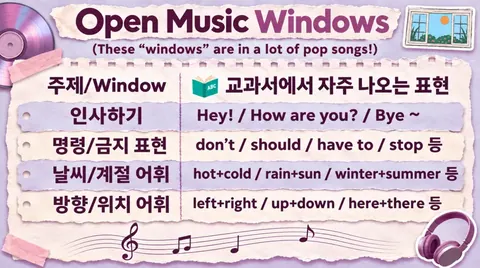 Open Music Windows
(These “windows” are in a lot of pop songs!)
주제/Window
ABC
교과서에서 자주 나오는 표현
인사하기
Hey! / How are you? / Bye ~
명령/금지 표현
don't / should / have to / stop 등
날씨/계절 어휘
hot+cold / rain+sun / winter+summer 등
방향/위치 어휘
left+right / up+down / here+there 등